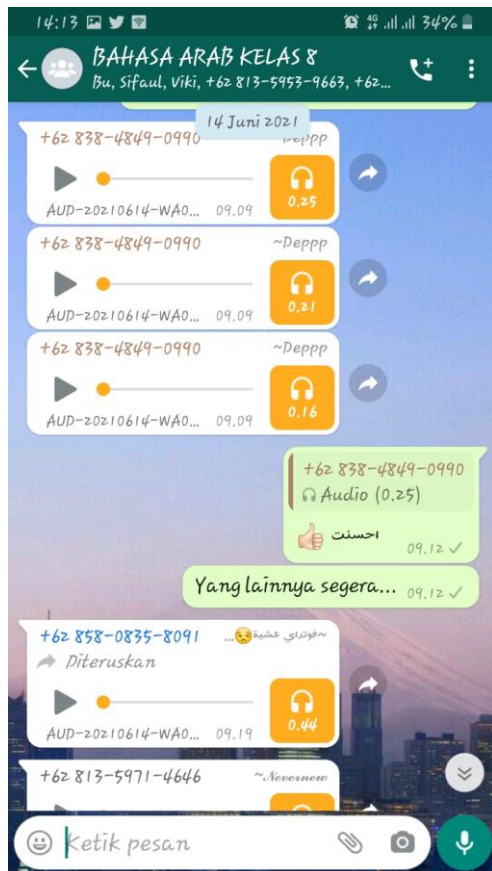 14:13 4G 34%
BAHASA ARAB KELAS 8
Bu, Sifaul, Viki, +62 813-5953-9663, +62...
14 Juni 2021
+62 838-4849-0990 ~Deppp
0.25
AUD-20210614-WA0... 09.09
+62 838-4849-0990 ~Deppp
0.21
AUD-20210614-WA0... 09.09
+62 838-4849-0990 ~Deppp
0.16
AUD-20210614-WA0... 09.09
+62 838-4849-0990
Audio (0.25)
احسنت
09.12
Yang lainnya segera... 09.12
+62 858-0835-8091 ~فوتداي عشية😒...
Diteruskan
0.44
AUD-20210614-WA0... 09.19
+62 813-5971-4646 ~Nevernew
Ketik pesan